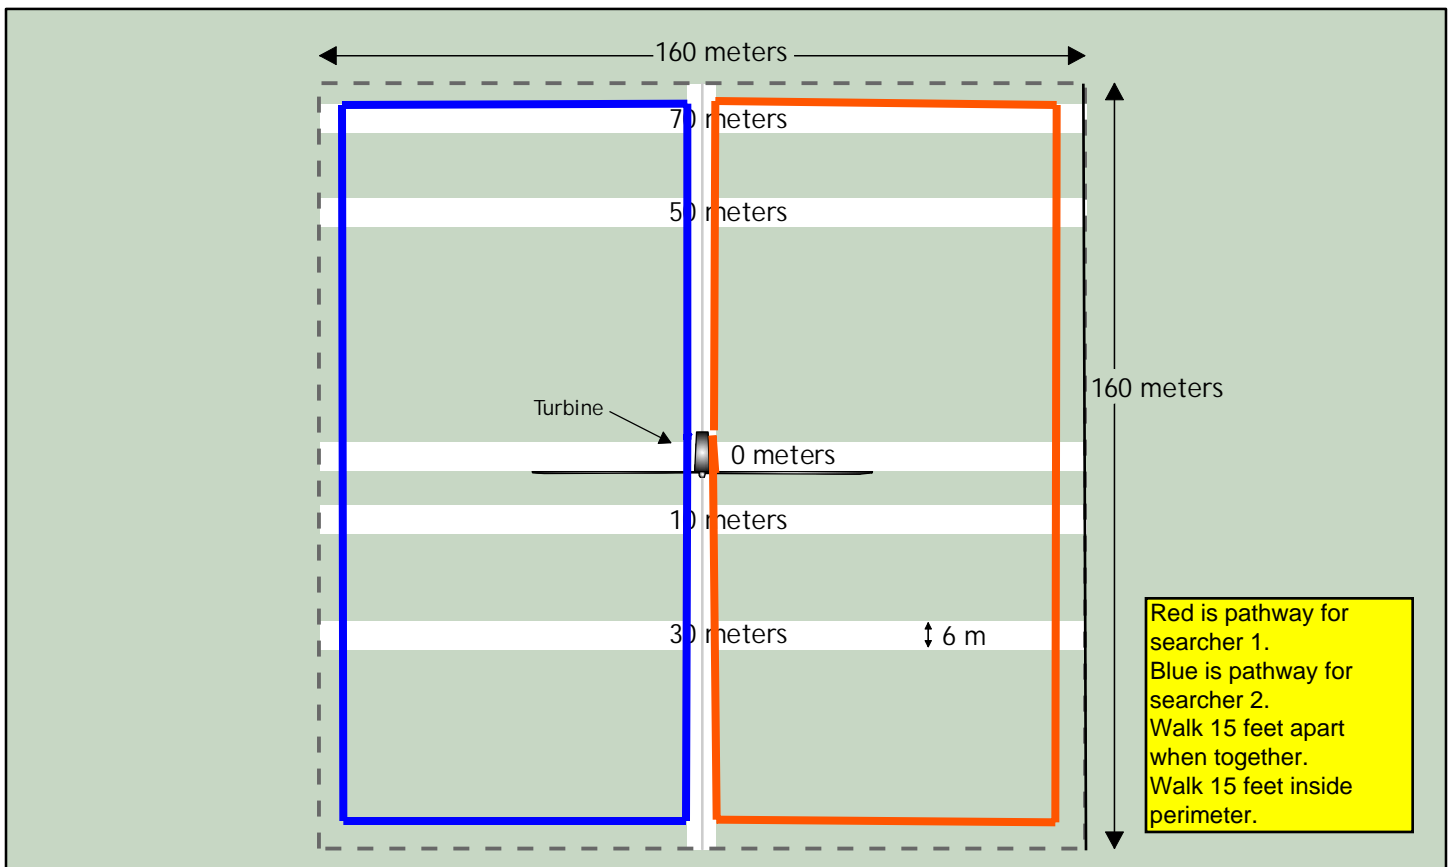 160 meters
70 meters
50 meters
160 meters
Turbine
0 meters
10 meters
30 meters
6 m
Red is pathway for
searcher 1.
Blue is pathway for
searcher 2.
Walk 15 feet apart
when together.
Walk 15 feet inside
perimeter.